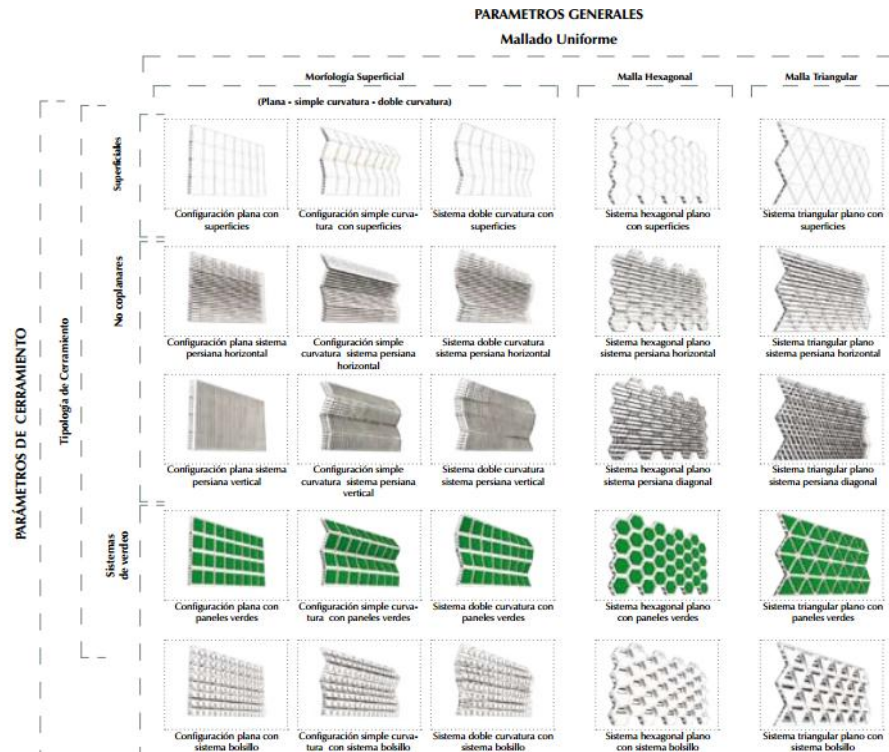 PARAMETROS GENERALES
Mallado Uniforme
Morfología Superficial
Malla Hexagonal
Malla Triangular
(Plana - simple curvatura - doble curvatura)
PARÁMETROS DE CERRAMIENTO
Tipología de Cerramiento
Superficiales
Configuración plana con
superficies
Configuración simple curva-
tura con superficies
Sistema doble curvatura con
superficies
Sistema hexagonal plano
con superficies
Sistema triangular plano con
superficies
No coplanares
Configuración plana sistema
persiana horizontal
Configuración simple
curvatura sistema persiana
horizontal
Sistema doble curvatura
sistema persiana horizontal
Sistema hexagonal plano
sistema persiana horizontal
Sistema triangular plano
sistema persiana horizontal
Configuración plana sistema
persiana vertical
Configuración simple
curvatura sistema persiana
vertical
Sistema doble curvatura
sistema persiana vertical
Sistema hexagonal plano
sistema persiana diagonal
Sistema triangular plano
sistema persiana diagonal
Sistemas
de verdeo
Configuración plana con
paneles verdes
Configuración simple curva-
tura con paneles verdes
Sistema doble curvatura con
paneles verdes
Sistema hexagonal plano
con paneles verdes
Sistema triangular plano con
paneles verdes
Configuración plana con
sistema bolsillo
Configuración simple curva-
tura con sistema bolsillo
Sistema doble curvatura con
sistema bolsillo
Sistema hexagonal plano
con sistema bolsillo
Sistema triangular plano con
sistema bolsillo